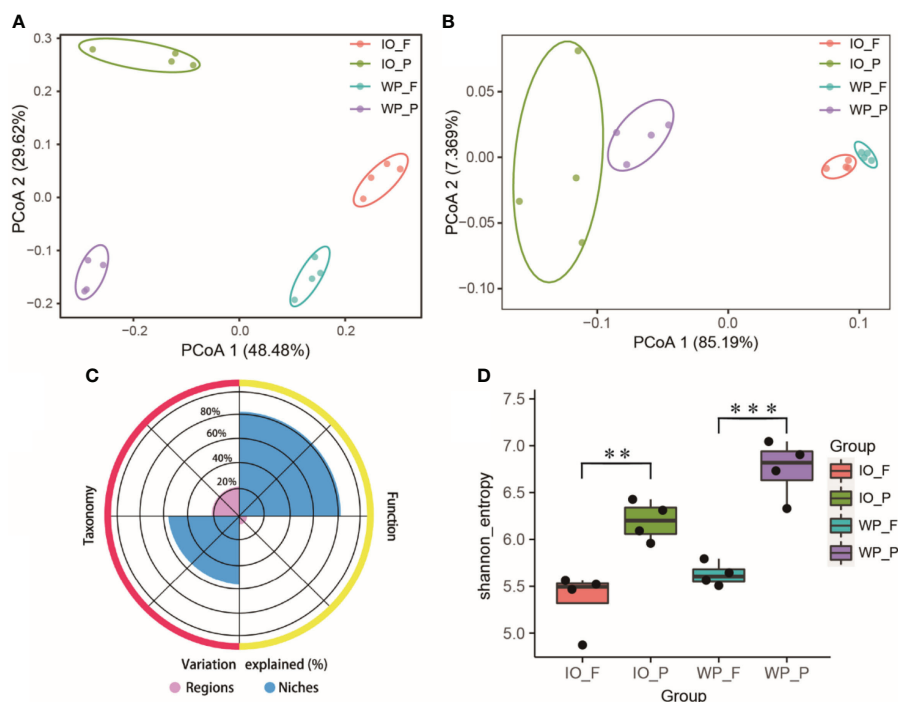 A
0.3
0.2
0.1
0.0
−0.1
−0.2
PCoA 2 (29.62%)
−0.2
0.0
0.2
PCoA 1 (48.48%)
IO_F
IO_P
WP_F
WP_P
B
0.05
0.00
−0.05
−0.10
PCoA 2 (7.369%)
−0.1
0.0
0.1
PCoA 1 (85.19%)
IO_F
IO_P
WP_F
WP_P
C
80%
60%
40%
20%
Taxonomy
Function
Variation explained (%)
Regions Niches
D
7.5
7.0
6.5
6.0
5.5
5.0
shannon_entropy
**
***
IO_F IO_P WP_F WP_P
Group
Group
IO_F
IO_P
WP_F
WP_P